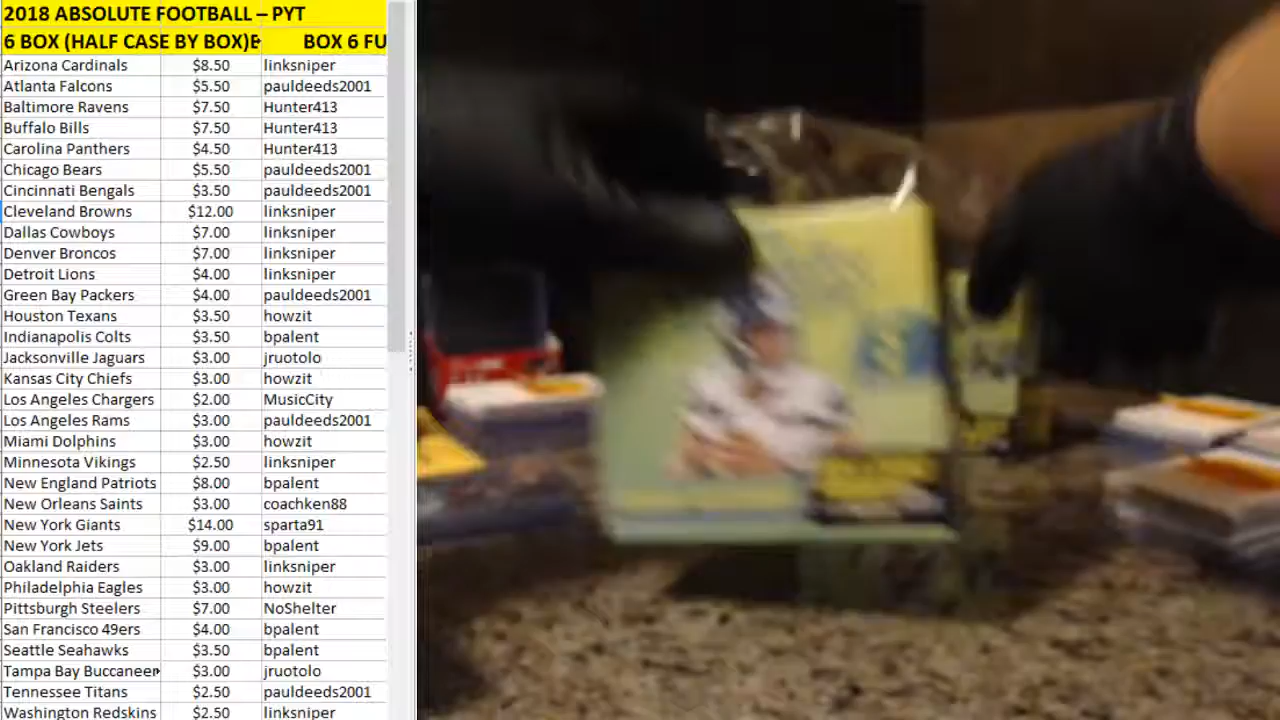 2018 ABSOLUTE FOOTBALL – PYT
6 BOX (HALF CASE BY BOX)E BOX 6 FU
Arizona Cardinals $8.50 linksniper
Atlanta Falcons $5.50 pauldeeds2001
Baltimore Ravens $7.50 Hunter413
Buffalo Bills $7.50 Hunter413
Carolina Panthers $4.50 Hunter413
Chicago Bears $5.50 pauldeeds2001
Cincinnati Bengals $3.50 pauldeeds2001
Cleveland Browns $12.00 linksniper
Dallas Cowboys $7.00 linksniper
Denver Broncos $7.00 linksniper
Detroit Lions $4.00 linksniper
Green Bay Packers $4.00 pauldeeds2001
Houston Texans $3.50 howzit
Indianapolis Colts $3.50 bpalent
Jacksonville Jaguars $3.00 jruotolo
Kansas City Chiefs $3.00 howzit
Los Angeles Chargers $2.00 MusicCity
Los Angeles Rams $3.00 pauldeeds2001
Miami Dolphins $3.00 howzit
Minnesota Vikings $2.50 linksniper
New England Patriots $8.00 bpalent
New Orleans Saints $3.00 coachken88
New York Giants $14.00 sparta91
New York Jets $9.00 bpalent
Oakland Raiders $3.00 linksniper
Philadelphia Eagles $3.00 howzit
Pittsburgh Steelers $7.00 NoShelter
San Francisco 49ers $4.00 bpalent
Seattle Seahawks $3.50 bpalent
Tampa Bay Buccaneer $3.00 jruotolo
Tennessee Titans $2.50 pauldeeds2001
Washington Redskins $2.50 linksniper